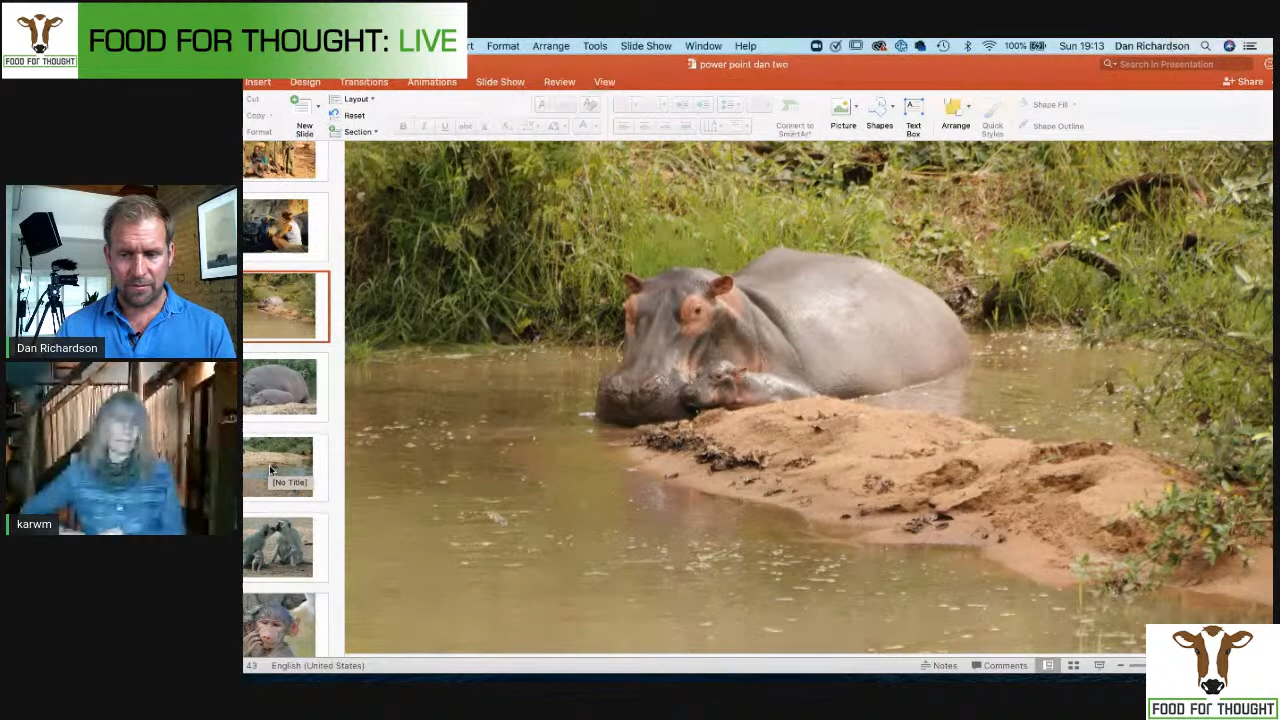 FOOD FOR THOUGHT
FOOD FOR THOUGHT: LIVE
Format Arrange Tools Slide Show Window Help
100% Sun 19:13 Dan Richardson
power point dan two
Search in Presentation
Insert Design Transitions Animations Slide Show Review View
Share
Cut
Copy
Format
New Slide
Layout
Reset
Section
B I U abc
Convert to SmartArt
Picture
Shapes
Text Box
Arrange
Quick Styles
Shape Fill
Shape Outline
Dan Richardson
karwm
[No Title]
43 English (United States)
Notes Comments
FOOD FOR THOUGHT